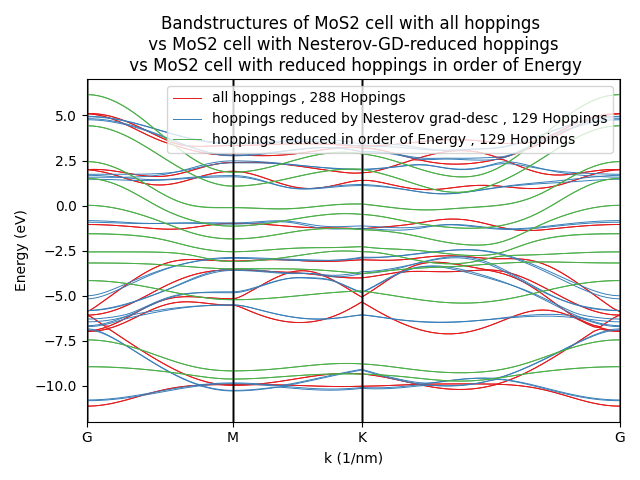 Bandstructures of MoS2 cell with all hoppings
vs MoS2 cell with Nesterov-GD-reduced hoppings
vs MoS2 cell with reduced hoppings in order of Energy
all hoppings , 288 Hoppings
hoppings reduced by Nesterov grad-desc , 129 Hoppings
hoppings reduced in order of Energy , 129 Hoppings
5.0
2.5
0.0
−2.5
−5.0
−7.5
−10.0
Energy (eV)
G M K G
k (1/nm)